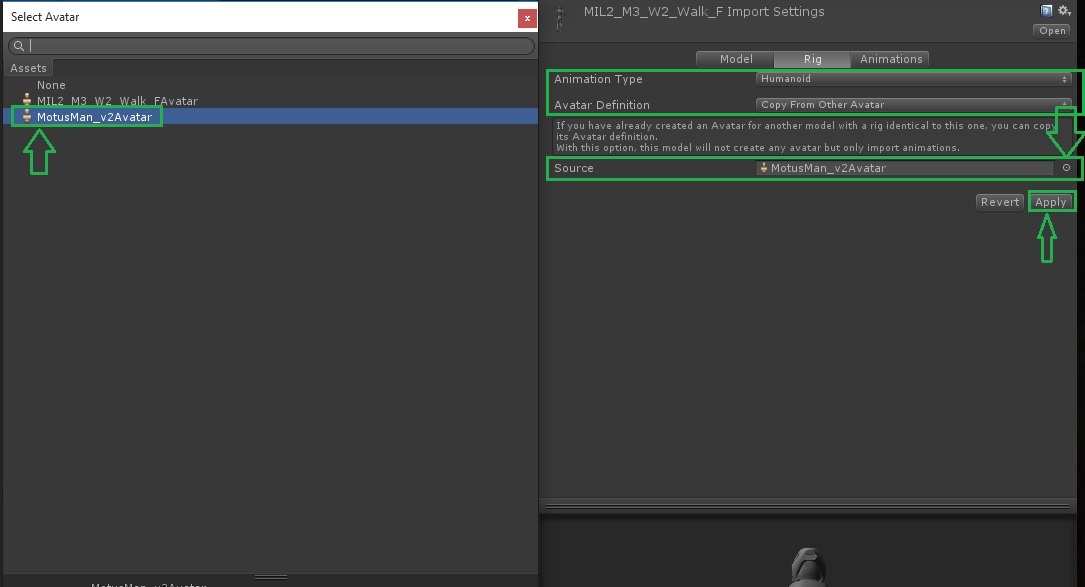 Select Avatar
x
Assets
None
MIL2_M3_W2_Walk_FAvatar
MotusMan_v2Avatar
MIL2_M3_W2_Walk_F Import Settings
Open
Model
Rig
Animations
Animation Type
Humanoid
Avatar Definition
Copy From Other Avatar
If you have already created an Avatar for another model with a rig identical to this one, you can copy
its Avatar definition.
With this option, this model will not create any avatar but only import animations.
Source
MotusMan_v2Avatar
Revert
Apply